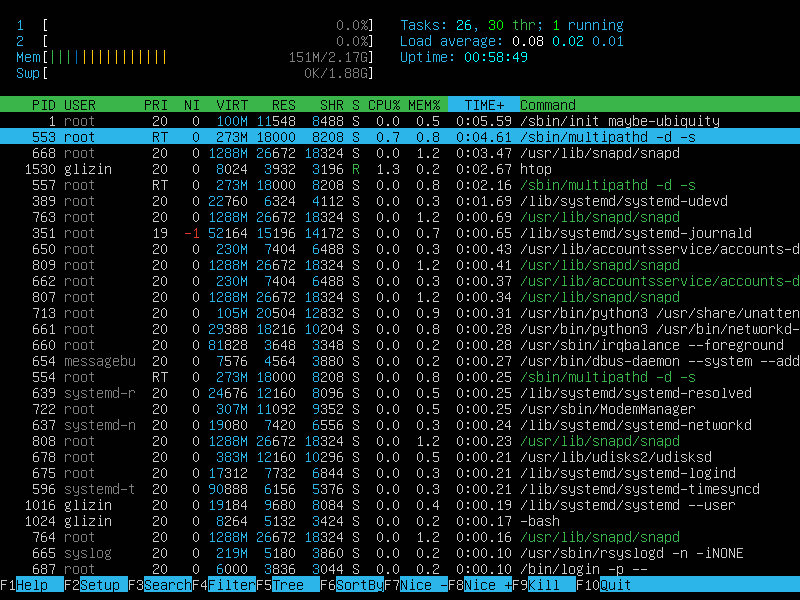 1 [ 0.0%] Tasks: 26, 30 thr; 1 running
2 [ 0.0%] Load average: 0.08 0.02 0.01
Mem[||||||||||||||| 151M/2.17G] Uptime: 00:58:49
Swp[ 0K/1.88G]
PID USER PRI NI VIRT RES SHR S CPU% MEM% TIME+ Command
1 root 20 0 100M 11548 8488 S 0.0 0.5 0:05.59 /sbin/init maybe-ubiquity
553 root RT 0 273M 18000 8208 S 0.7 0.8 0:04.61 /sbin/multipathd -d -s
668 root 20 0 1288M 26672 18324 S 0.0 1.2 0:03.47 /usr/lib/snapd/snapd
1530 glizin 20 0 8024 3932 3196 R 1.3 0.2 0:02.67 htop
557 root RT 0 273M 18000 8208 S 0.0 0.8 0:02.16 /sbin/multipathd -d -s
389 root 20 0 22760 6324 4112 S 0.0 0.3 0:01.69 /lib/systemd/systemd-udevd
763 root 20 0 1288M 26672 18324 S 0.0 1.2 0:00.69 /usr/lib/snapd/snapd
351 root 19 -1 52164 15196 14172 S 0.0 0.7 0:00.65 /lib/systemd/systemd-journald
650 root 20 0 230M 7404 6488 S 0.0 0.3 0:00.43 /usr/lib/accountsservice/accounts-d
809 root 20 0 1288M 26672 18324 S 0.0 1.2 0:00.41 /usr/lib/snapd/snapd
662 root 20 0 230M 7404 6488 S 0.0 0.3 0:00.37 /usr/lib/accountsservice/accounts-d
807 root 20 0 1288M 26672 18324 S 0.0 1.2 0:00.34 /usr/lib/snapd/snapd
713 root 20 0 105M 20504 12832 S 0.0 0.9 0:00.31 /usr/bin/python3 /usr/share/unatten
661 root 20 0 29388 18216 10204 S 0.0 0.8 0:00.28 /usr/bin/python3 /usr/bin/networkd-
660 root 20 0 81828 3648 3348 S 0.0 0.2 0:00.28 /usr/sbin/irqbalance --foreground
654 messagebu 20 0 7576 4564 3880 S 0.0 0.2 0:00.27 /usr/bin/dbus-daemon --system --add
554 root RT 0 273M 18000 8208 S 0.0 0.8 0:00.25 /sbin/multipathd -d -s
639 systemd-r 20 0 24676 12160 8096 S 0.0 0.5 0:00.25 /lib/systemd/systemd-resolved
722 root 20 0 307M 11092 9352 S 0.0 0.5 0:00.25 /usr/sbin/ModemManager
637 systemd-n 20 0 19080 7420 6556 S 0.0 0.3 0:00.24 /lib/systemd/systemd-networkd
808 root 20 0 1288M 26672 18324 S 0.0 1.2 0:00.23 /usr/lib/snapd/snapd
678 root 20 0 383M 12160 10296 S 0.0 0.5 0:00.21 /usr/lib/udisks2/udisksd
675 root 20 0 17312 7732 6844 S 0.0 0.3 0:00.21 /lib/systemd/systemd-logind
596 systemd-t 20 0 90888 6156 5376 S 0.0 0.3 0:00.21 /lib/systemd/systemd-timesyncd
1016 glizin 20 0 19184 9680 8084 S 0.0 0.4 0:00.19 /lib/systemd/systemd --user
1024 glizin 20 0 8264 5132 3424 S 0.0 0.2 0:00.17 -bash
764 root 20 0 1288M 26672 18324 S 0.0 1.2 0:00.16 /usr/lib/snapd/snapd
665 syslog 20 0 219M 5180 3860 S 0.0 0.2 0:00.10 /usr/sbin/rsyslogd -n -iNONE
687 root 20 0 6000 3836 3044 S 0.0 0.2 0:00.10 /bin/login -p --
F1Help F2Setup F3SearchF4FilterF5Tree F6SortByF7Nice -F8Nice +F9Kill F10Quit